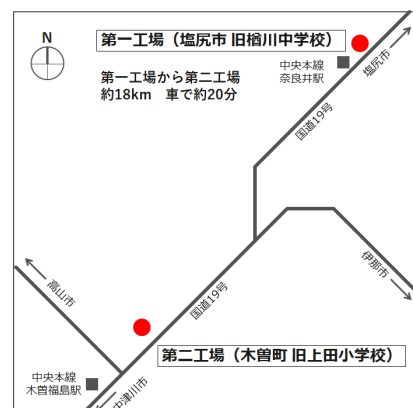 N
第一工場（塩尻市 旧楢川中学校）
中央本線
奈良井駅
塩尻市
第一工場から第二工場
約18km　車で約20分
国道19号
伊那市
高山市
国道19号
第二工場（木曽町 旧上田小学校）
中央本線
木曽福島駅
中津川市